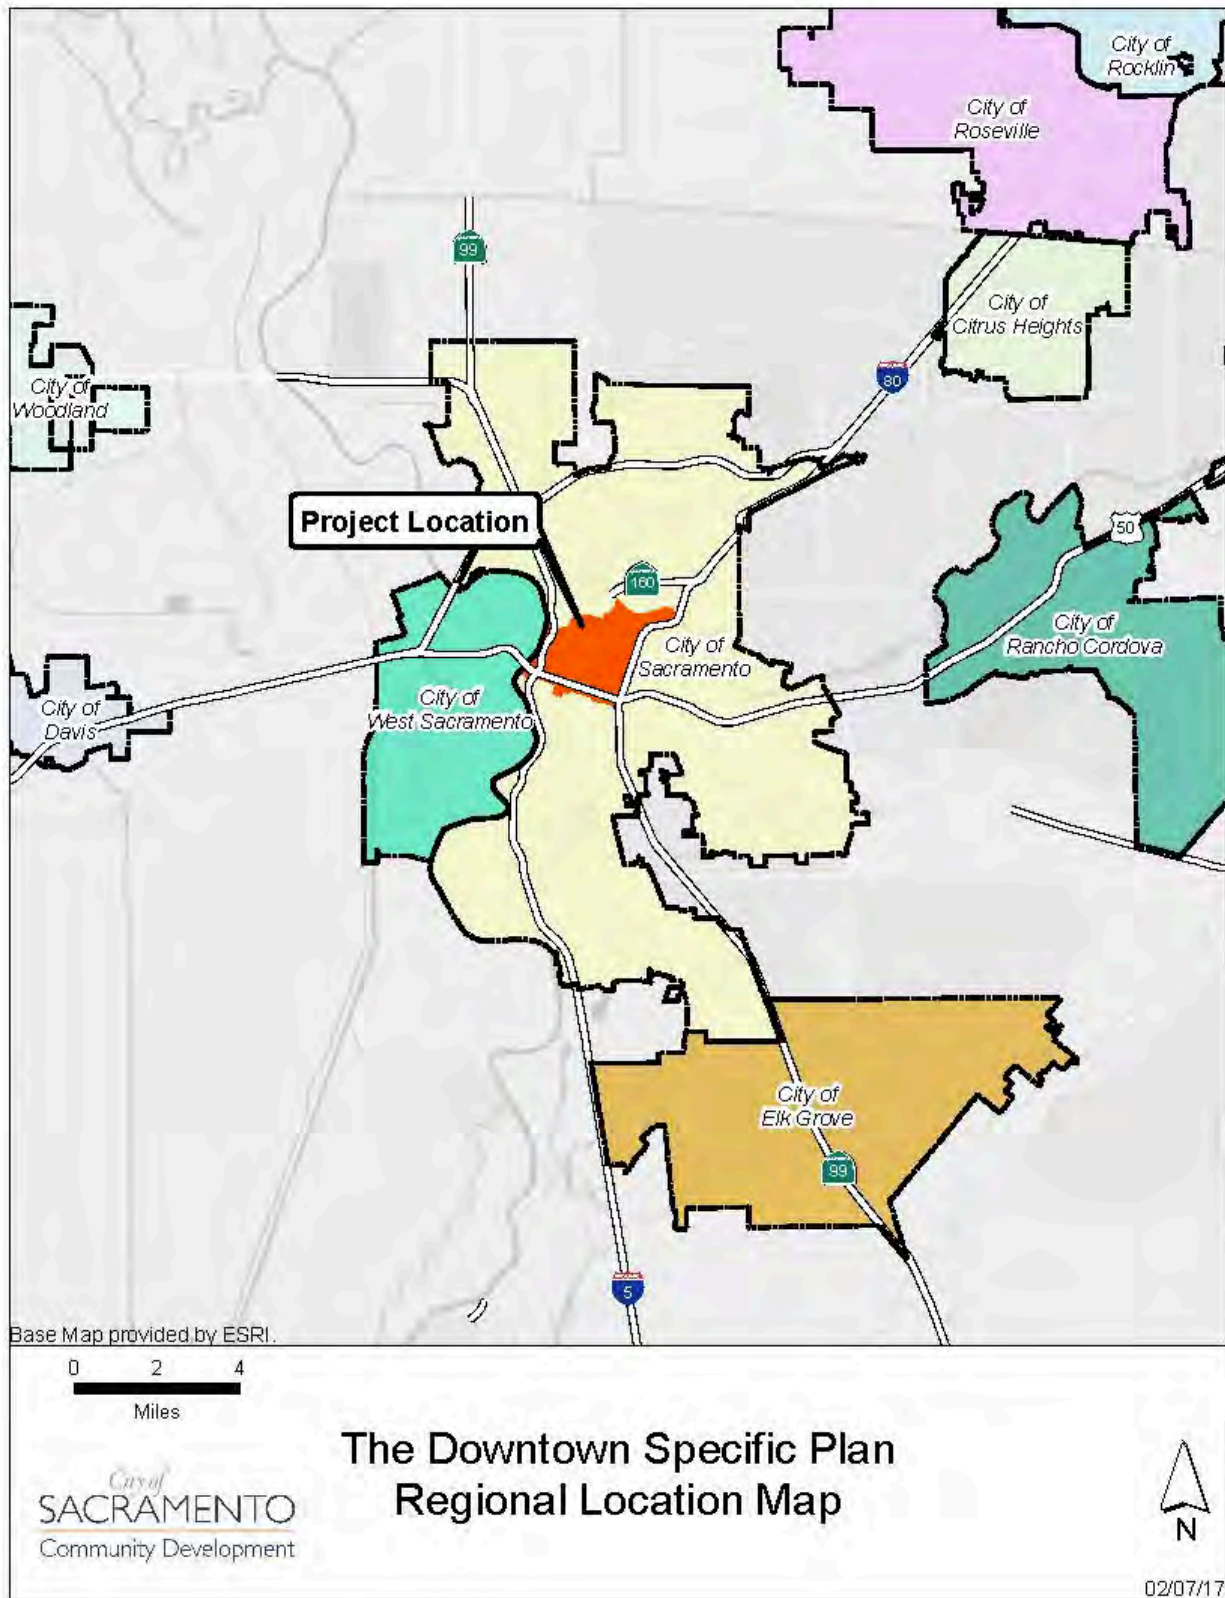 City of
Rocklin
City of
Roseville
99
City of
Citrus Heights
80
City of
Woodland
Project Location
50
160
City of
Rancho Cordova
City of
Sacramento
City of
West Sacramento
City of
Davis
City of
Elk Grove
99
5
Base Map provided by ESRI.
0 2 4
Miles
The Downtown Specific Plan
Regional Location Map
City of
SACRAMENTO
Community Development
N
02/07/17